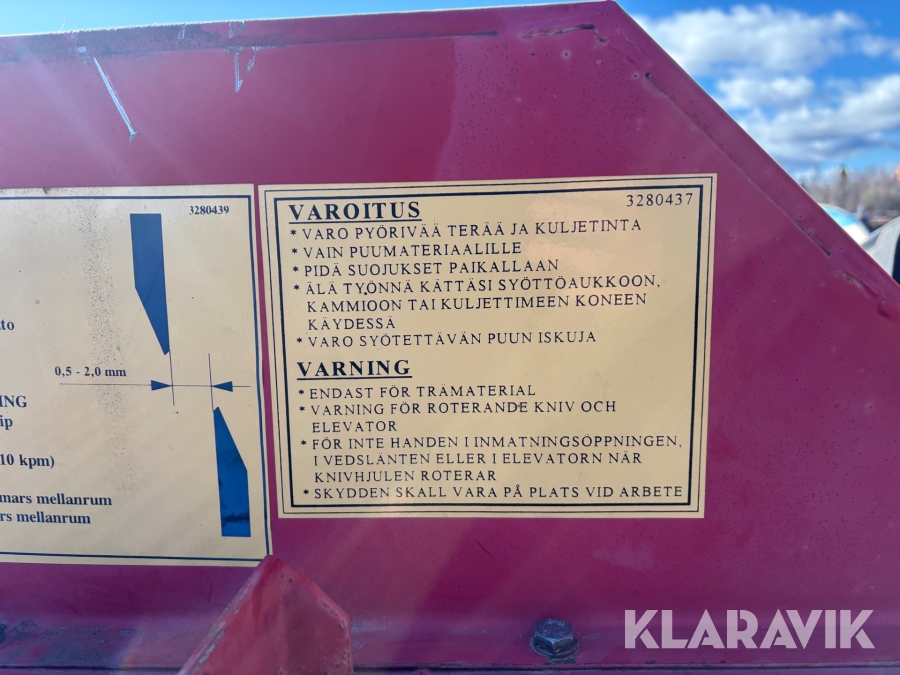 3280439
to
0,5 - 2,0 mm
NG
ip
10 kpm)
mars mellanrum
rs mellanrum
3280437
VAROITUS
* VARO PYÖRIVÄÄ TERÄÄ JA KULJETINTA
* VAIN PUUMATERIAALILLE
* PIDÄ SUOJUKSET PAIKALLAAN
* ÄLÄ TYÖNNÄ KÄTTÄSI SYÖTTÖAUKKOON,
KAMMIOON TAI KULJETTIMEEN KONEEN
KÄYDESSÄ
* VARO SYÖTETTÄVÄN PUUN ISKUJA
VARNING
* ENDAST FÖR TRÄMATERIAL
* VARNING FÖR ROTERANDE KNIV OCH
ELEVATOR
* FÖR INTE HANDEN I INMATNINGSÖPPNINGEN,
I VEDSLÄNTEN ELLER I ELEVATORN NÄR
KNIVHJULEN ROTERAR
* SKYDDEN SKALL VARA PÅ PLATS VID ARBETE
KLARAVIK